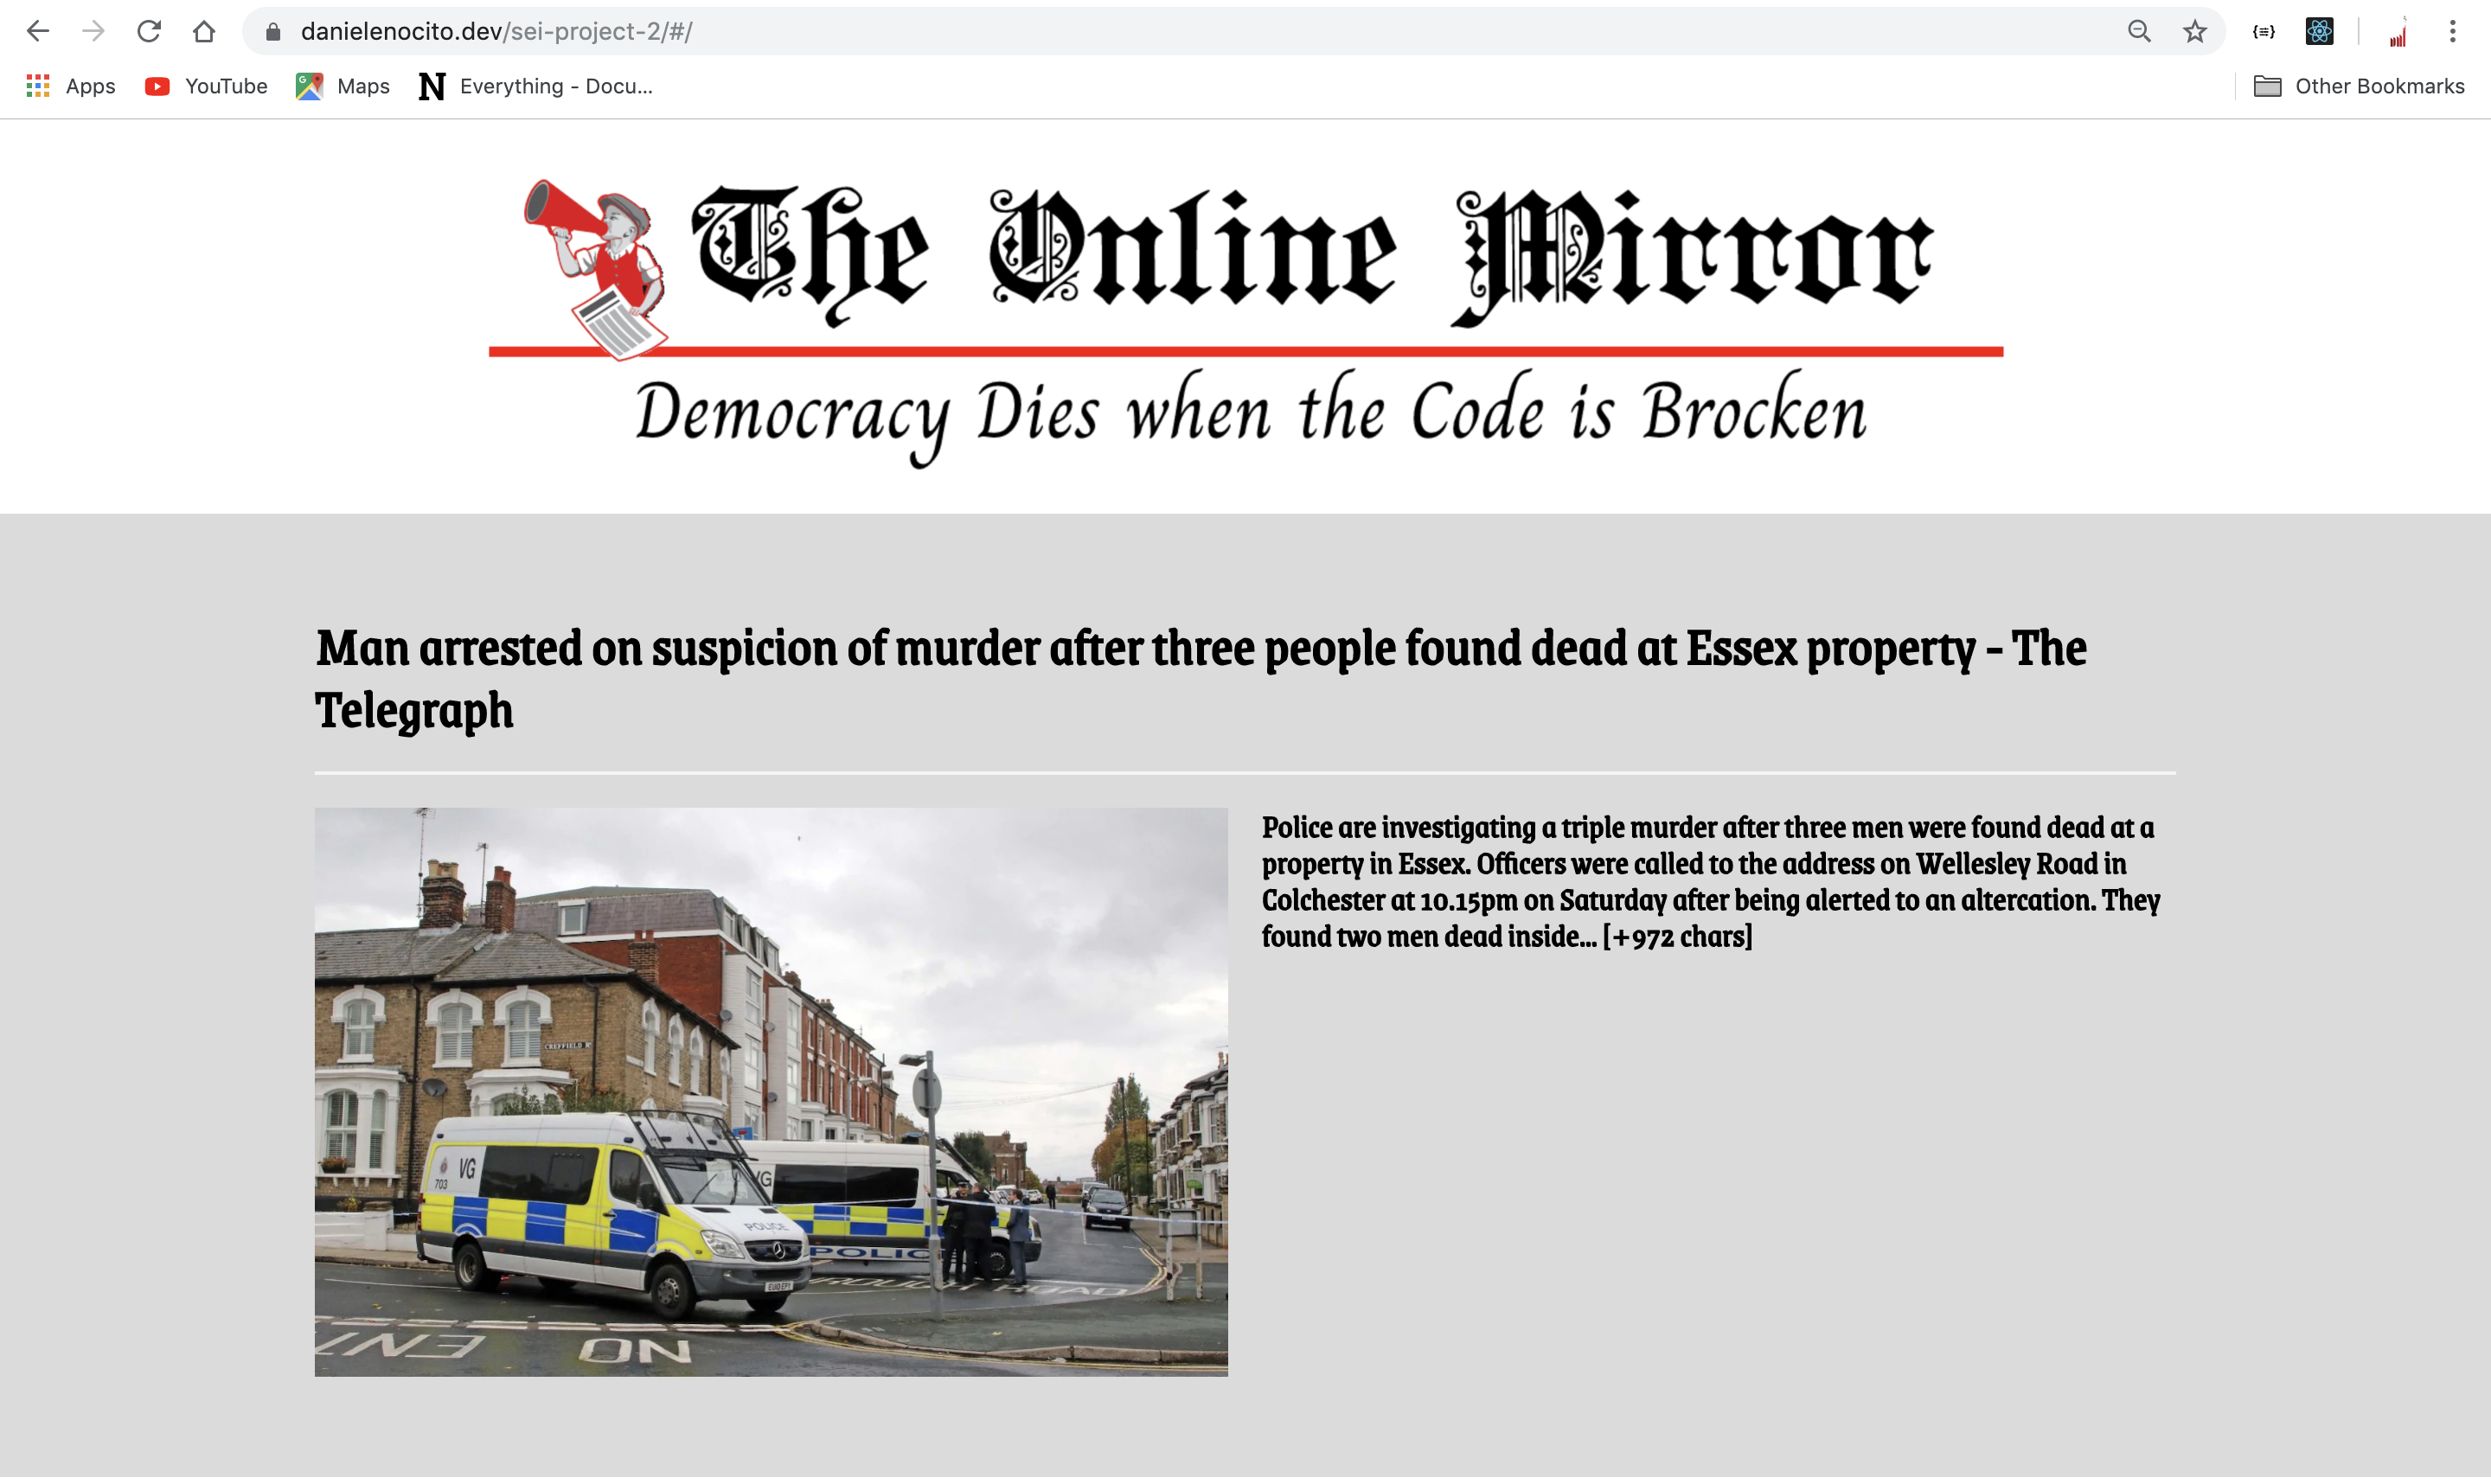 danielenocito.dev/sei-project-2/#/
Apps YouTube Maps Everything - Docu... Other Bookmarks
The Online Mirror
Democracy Dies when the Code is Brocken
Man arrested on suspicion of murder after three people found dead at Essex property - The
Telegraph
Police are investigating a triple murder after three men were found dead at a
property in Essex. Officers were called to the address on Wellesley Road in
Colchester at 10.15pm on Saturday after being alerted to an altercation. They
found two men dead inside... [+972 chars]
CREFFIELD R
VG
703
VG
POLICE
POLIC
ROAD
NO